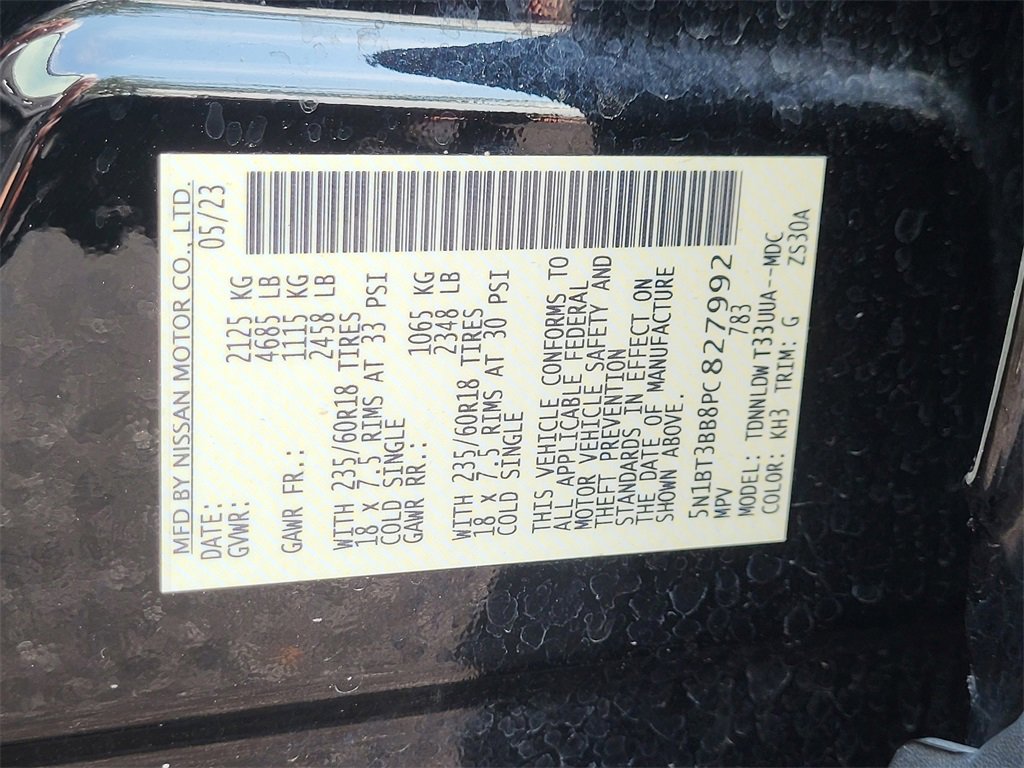 MFD BY NISSAN MOTOR CO., LTD.
DATE: 05/23
GVWR: 2125 KG
4685 LB
GAWR FR.: 1115 KG
2458 LB
WITH 235/60R18 TIRES
18 X 7.5 RIMS AT 33 PSI
COLD SINGLE
GAWR RR.: 1065 KG
2348 LB
WITH 235/60R18 TIRES
18 X 7.5 RIMS AT 30 PSI
COLD SINGLE
THIS VEHICLE CONFORMS TO
ALL APPLICABLE FEDERAL
MOTOR VEHICLE SAFETY AND
THEFT PREVENTION
STANDARDS IN EFFECT ON
THE DATE OF MANUFACTURE
SHOWN ABOVE.
5N1BT3BB8PC827992
MPV 783
MODEL: TDNNLDWT33UUA--MDC
COLOR: KH3 TRIM: G ZS30A